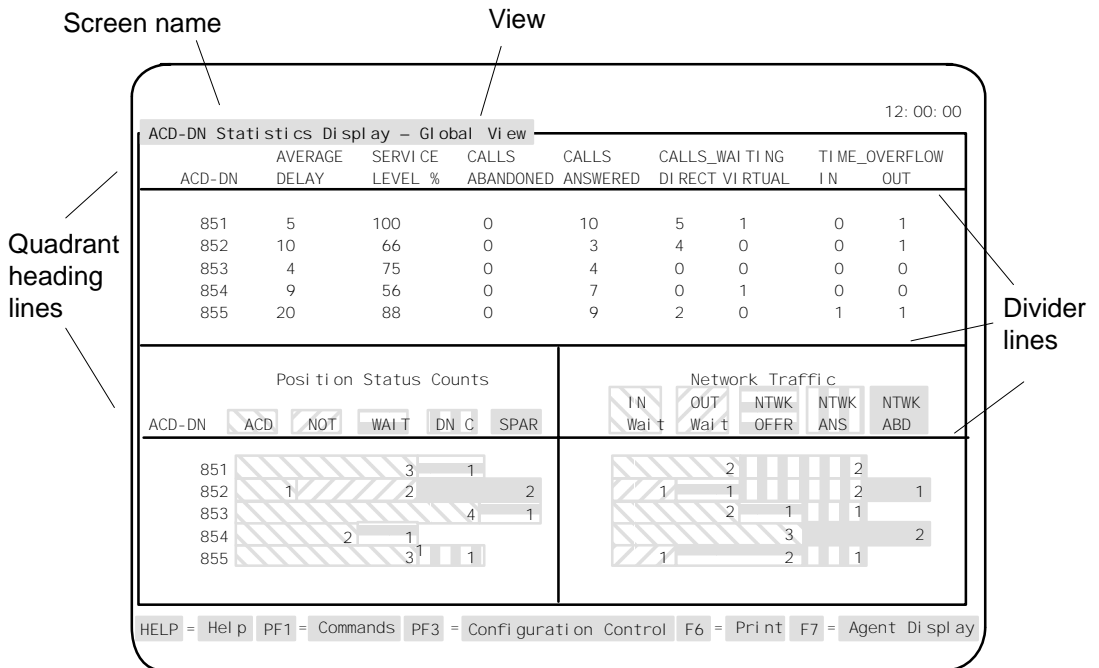 Screen name
View
12:00:00
ACD-DN Statistics Display – Global View
AVERAGE SERVICE CALLS CALLS CALLS_WAITING TIME_OVERFLOW
ACD-DN DELAY LEVEL % ABANDONED ANSWERED DIRECT VIRTUAL IN OUT
851 5 100 0 10 5 1 0 1
852 10 66 0 3 4 0 0 1
853 4 75 0 4 0 0 0 0
854 9 56 0 7 0 1 0 0
855 20 88 0 9 2 0 1 1
Quadrant
heading
lines
Divider
lines
Position Status Counts
ACD-DN ACD NOT WAIT DN C SPAR
851 3 1
852 1 2 2
853 4 1
854 2 1
855 3 1 1
Network Traffic
IN OUT NTWK NTWK NTWK
Wait Wait OFFR ANS ABD
2 2
1 1 2 1
2 1 1
3 2
1 2 1
HELP = Help PF1 = Commands PF3 = Configuration Control F6 = Print F7 = Agent Display